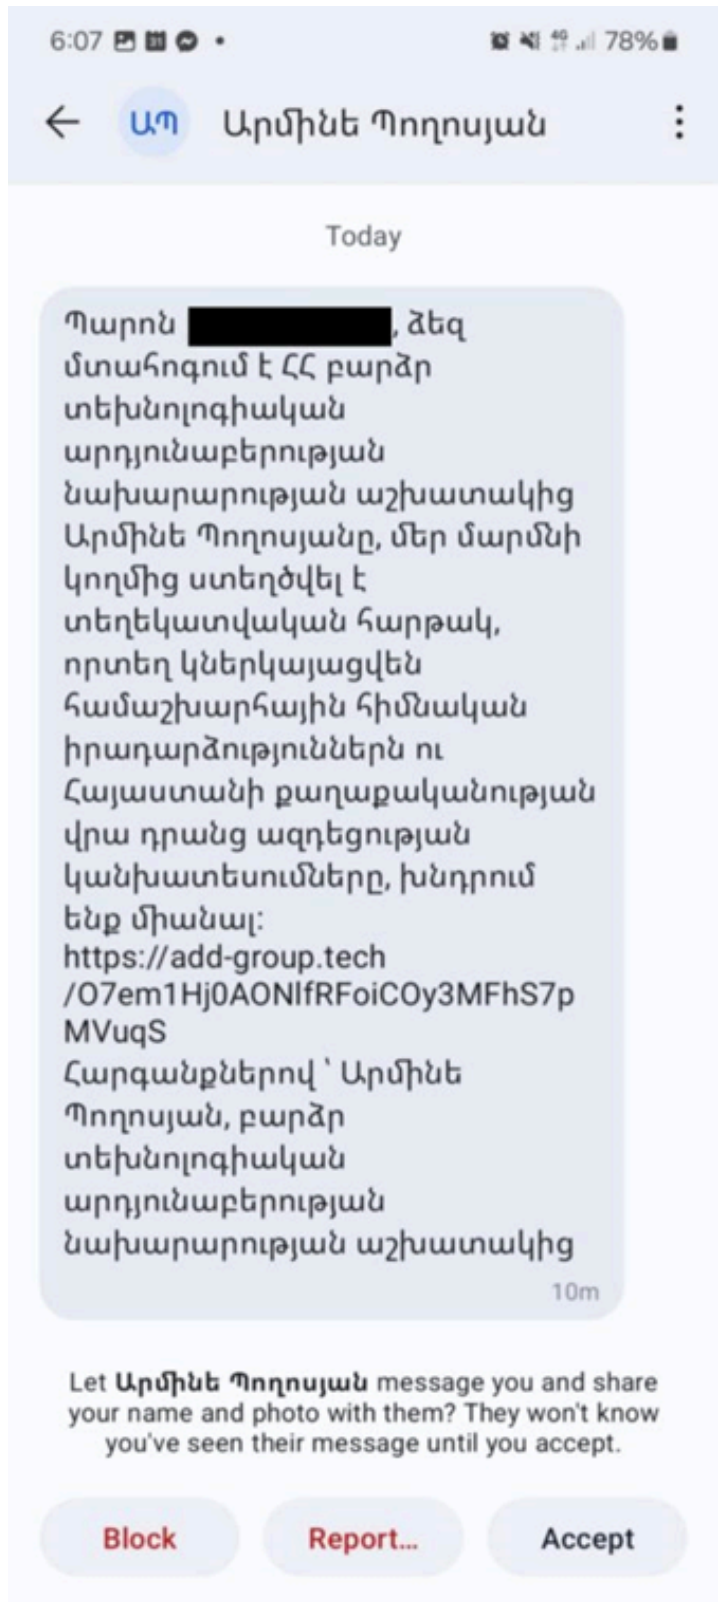 6:07
78%
ԱՊ Արմինե Պողոսյան
Today
Պարոն , ձեզ
մտահոգում է ՀՀ բարձր
տեխնոլոգիական
արդյունաբերության
նախարարության աշխատակից
Արմինե Պողոսյանը, մեր մարմնի
կողմից ստեղծվել է
տեղեկատվական հարթակ,
որտեղ կներկայացվեն
համաշխարհային հիմնական
իրադարձություններն ու
Հայաստանի քաղաքականության
վրա դրանց ազդեցության
կանխատեսումները, խնդրում
ենք միանալ:
https://add-group.tech
/O7em1Hj0AONlfRFoiCOy3MFhS7p
MVuqS
Հարգանքներով ՝ Արմինե
Պողոսյան, բարձր
տեխնոլոգիական
արդյունաբերության
նախարարության աշխատակից
10m
Let Արմինե Պողոսյան message you and share
your name and photo with them? They won't know
you've seen their message until you accept.
Block Report... Accept